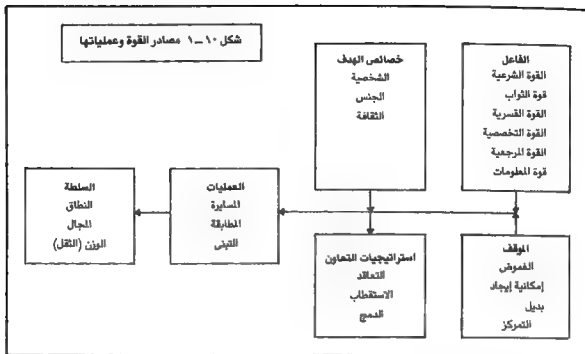 شكل ١٠ – ١ مصادر القوة وعملياتها
الفاعل
القوة الشرعية
قوة الثواب
القوة القسرية
القوة التخصصية
القوة المرجعية
قوة المعلومات
خصائص الهدف
الشخصية
الجنس
الثقافة
العمليات
المسايرة
المطابقة
التبنى
السلطة
النطاق
المجال
الوزن (الثقل)
الموقف
الغموض
إمكانية إيجاد
بديل
التمركز
استراتيجيات التعاون
التعاقد
الاستقطاب
الدمج